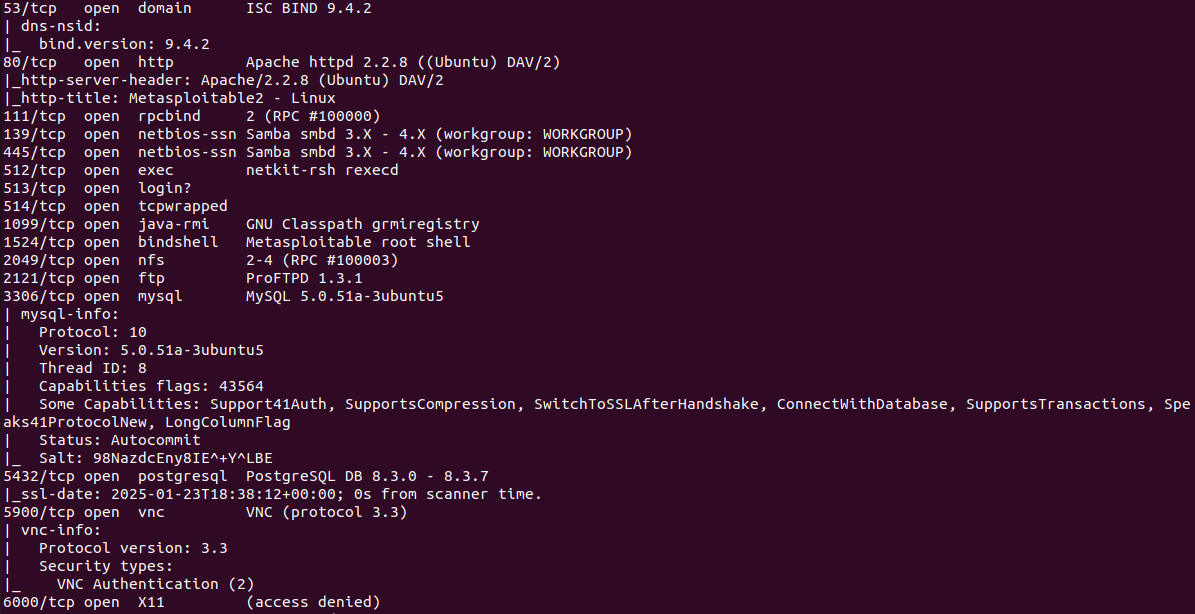 53/tcp   open  domain      ISC BIND 9.4.2
| dns-nsid:
|_  bind.version: 9.4.2
80/tcp   open  http        Apache httpd 2.2.8 ((Ubuntu) DAV/2)
|_http-server-header: Apache/2.2.8 (Ubuntu) DAV/2
|_http-title: Metasploitable2 - Linux
111/tcp  open  rpcbind     2 (RPC #100000)
139/tcp  open  netbios-ssn Samba smbd 3.X - 4.X (workgroup: WORKGROUP)
445/tcp  open  netbios-ssn Samba smbd 3.X - 4.X (workgroup: WORKGROUP)
512/tcp  open  exec        netkit-rsh rexecd
513/tcp  open  login?
514/tcp  open  tcpwrapped
1099/tcp open  java-rmi    GNU Classpath grmiregistry
1524/tcp open  bindshell   Metasploitable root shell
2049/tcp open  nfs         2-4 (RPC #100003)
2121/tcp open  ftp         ProFTPD 1.3.1
3306/tcp open  mysql       MySQL 5.0.51a-3ubuntu5
| mysql-info:
|   Protocol: 10
|   Version: 5.0.51a-3ubuntu5
|   Thread ID: 8
|   Capabilities flags: 43564
|   Some Capabilities: Support41Auth, SupportsCompression, SwitchToSSLAfterHandshake, ConnectWithDatabase, SupportsTransactions, Spe
aks41ProtocolNew, LongColumnFlag
|   Status: Autocommit
|_  Salt: 98NazdcEny8IE^+Y^LBE
5432/tcp open  postgresql  PostgreSQL DB 8.3.0 - 8.3.7
|_ssl-date: 2025-01-23T18:38:12+00:00; 0s from scanner time.
5900/tcp open  vnc         VNC (protocol 3.3)
| vnc-info:
|   Protocol version: 3.3
|   Security types:
|_    VNC Authentication (2)
6000/tcp open  X11         (access denied)